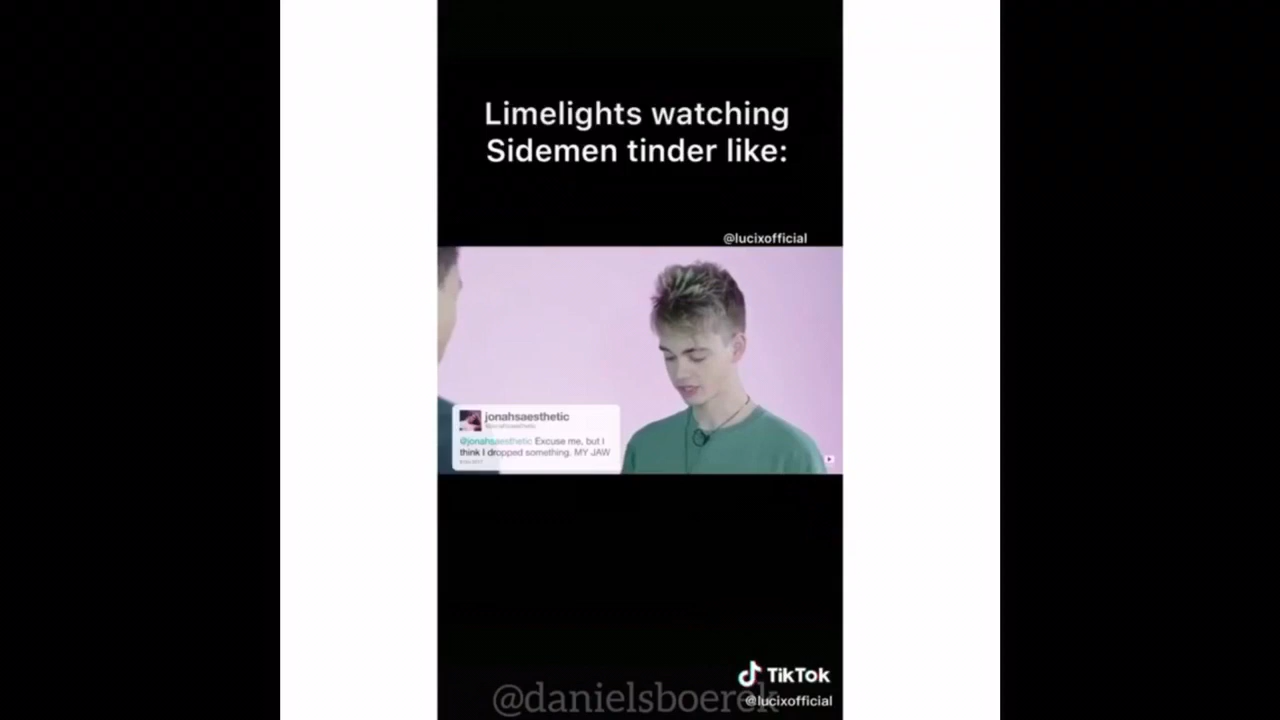 Limelights watching
Sidemen tinder like:
@lucixofficial
jonahsaesthetic
@jonahsaesthetic
@jonahsaesthetic Excuse me, but I
think I dropped something. MY JAW
TikTok
@danielsboerek
@lucixofficial